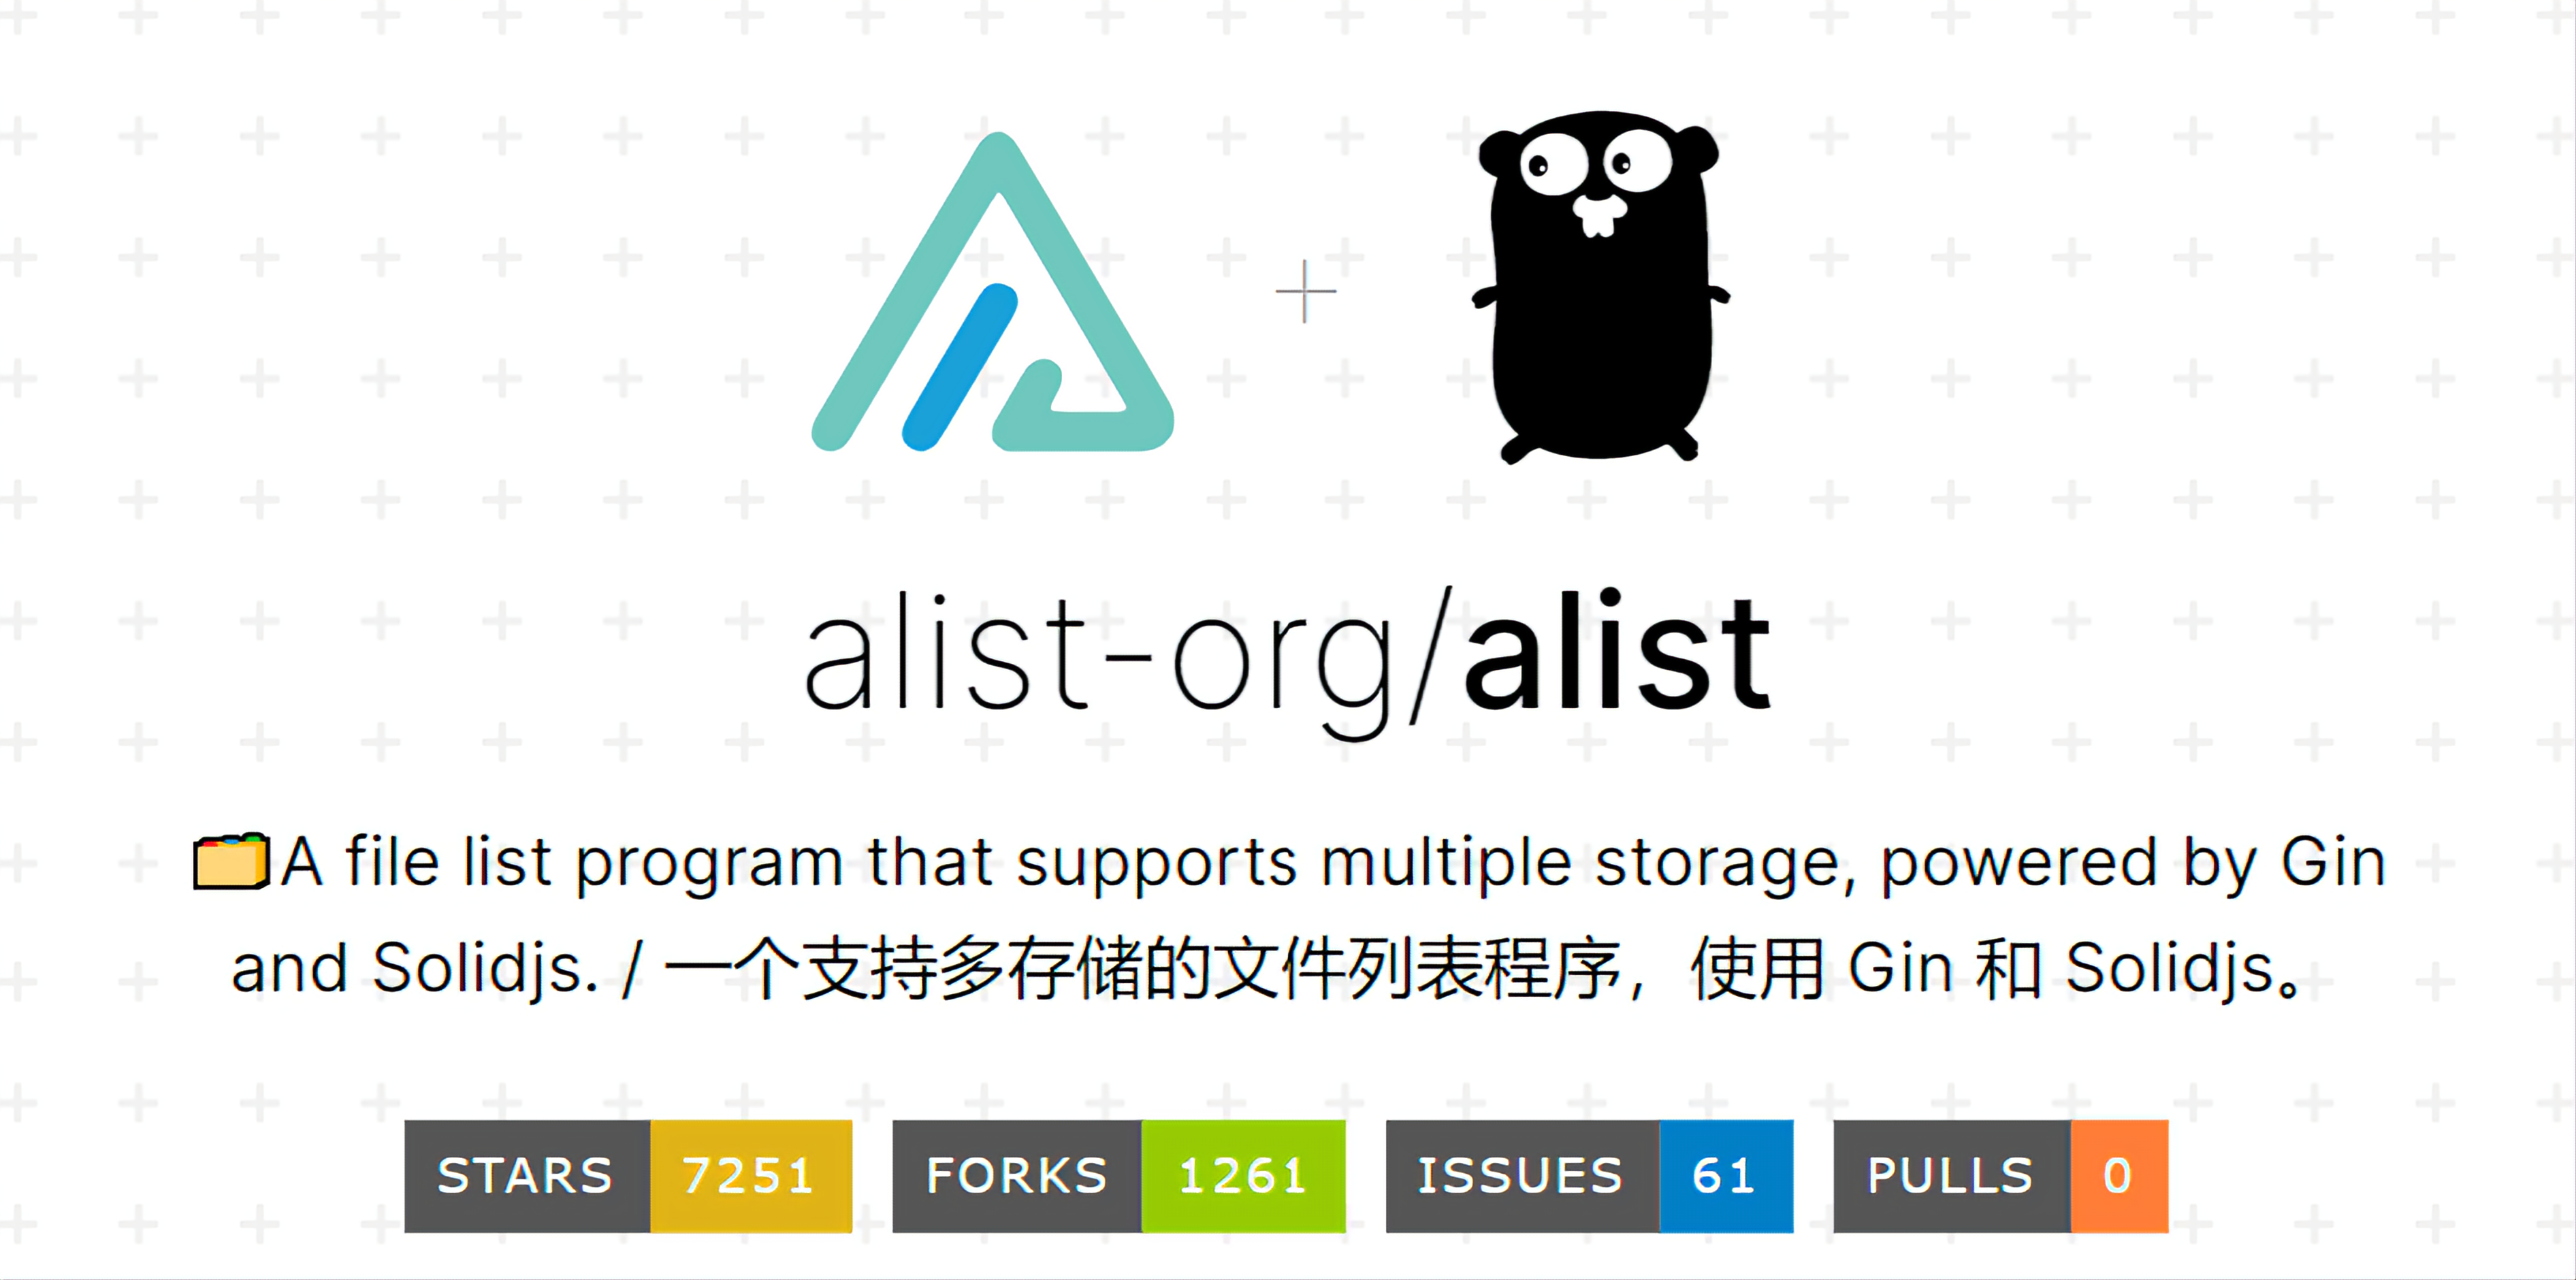 alist-org/alist
🗂️A file list program that supports multiple storage, powered by Gin
and Solidjs. / 一个支持多存储的文件列表程序，使用 Gin 和 Solidjs。
STARS 7251 FORKS 1261 ISSUES 61 PULLS 0